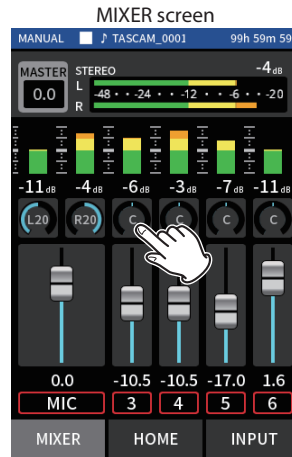 MIXER screen
MANUAL ♪ TASCAM_0001 99h 59m 59
MASTER STEREO -4dB
0.0 L -48 • • -24 • • -12 • • -6 • • -20
R
-11dB -4dB -6dB -3dB -7dB -11dB
L20 R20 C C C C
0.0 -10.5 -10.5 -17.0 1.6
MIC 3 4 5 6
MIXER HOME INPUT